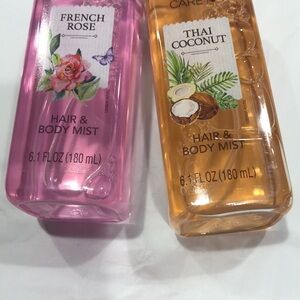 FRENCH
ROSE
HAIR &
BODY MIST
6.1 FL OZ (180 mL)
CARE
THAI
COCONUT
HAIR &
BODY MIST
6.1 FL OZ (180 mL)